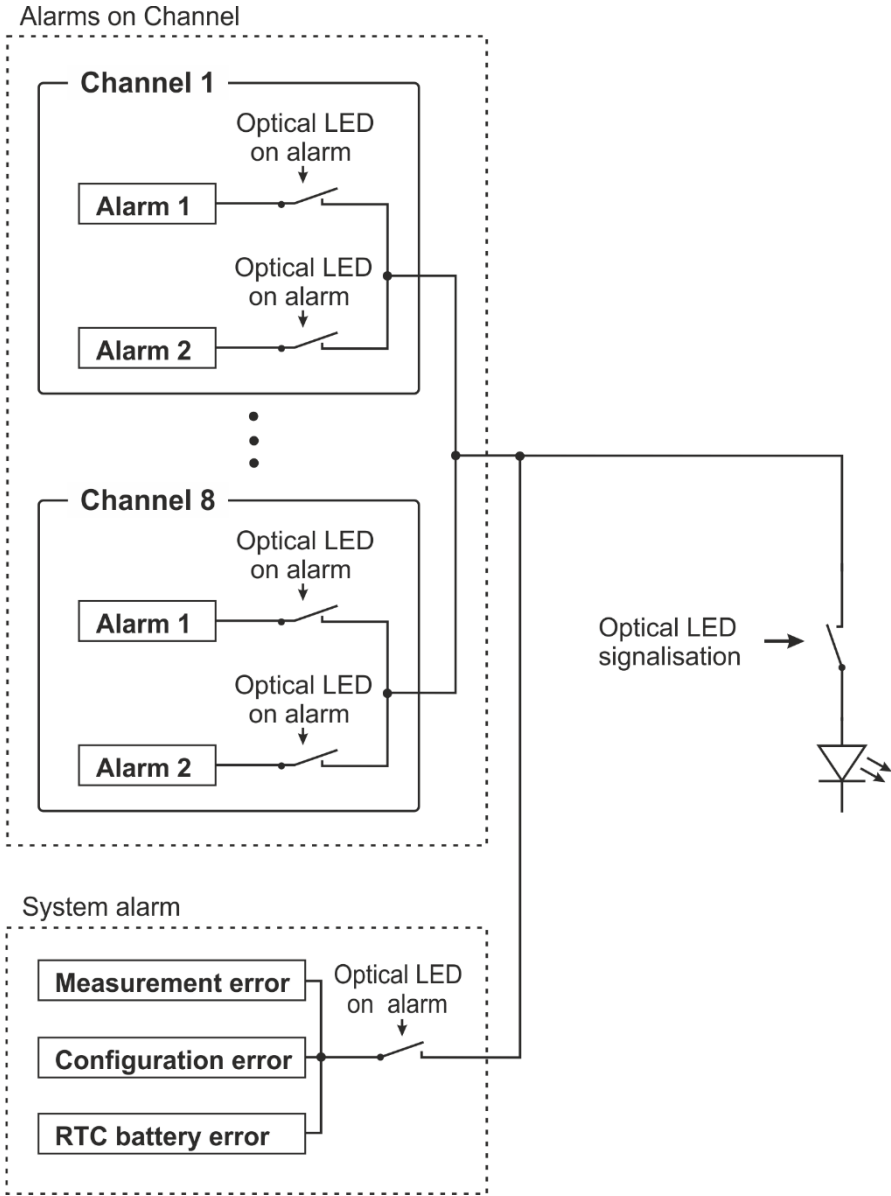 Alarms on Channel
Channel 1
Optical LED
on alarm
Alarm 1
Optical LED
on alarm
Alarm 2
Channel 8
Optical LED
on alarm
Alarm 1
Optical LED
on alarm
Alarm 2
Optical LED
signalisation
System alarm
Measurement error
Optical LED
on alarm
Configuration error
RTC battery error